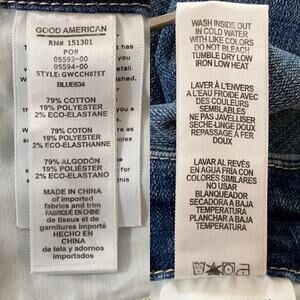 GOOD AMERICAN
RN# 151301
PO#
05593-00
05594-00
STYLE: GWCCH075T
BLUE634
79% COTTON
19% POLYESTER
2% ECO-ELASTANE
79% COTON
19% POLYESTER
2% ECO-ELASTHANNE
79% ALGODÓN
19% POLIÉSTER
2% ECO-ELASTANO
MADE IN CHINA
of imported
fabrics and trim
FABRIQUÉ EN CHINE
de tissus et de
garnitures importés
HECHO EN CHINA
de tela y adornos
importados
WASH INSIDE OUT
IN COLD WATER
WITH LIKE COLORS
DO NOT BLEACH
TUMBLE DRY LOW
IRON LOW HEAT
LAVER À L'ENVERS
À L'EAU FROIDE AVEC
DES COULEURS
SEMBLABLES
NE PAS JAVELLISER
SÈCHE-LINGE DOUX
REPASSAGE À FER
DOUX
LAVAR AL REVÉS
EN AGUA FRÍA CON
COLORES SIMILARES
NO USAR
BLANQUEADOR
SECADORA A BAJA
TEMPERATURA
PLANCHAR A BAJA
TEMPERATURA